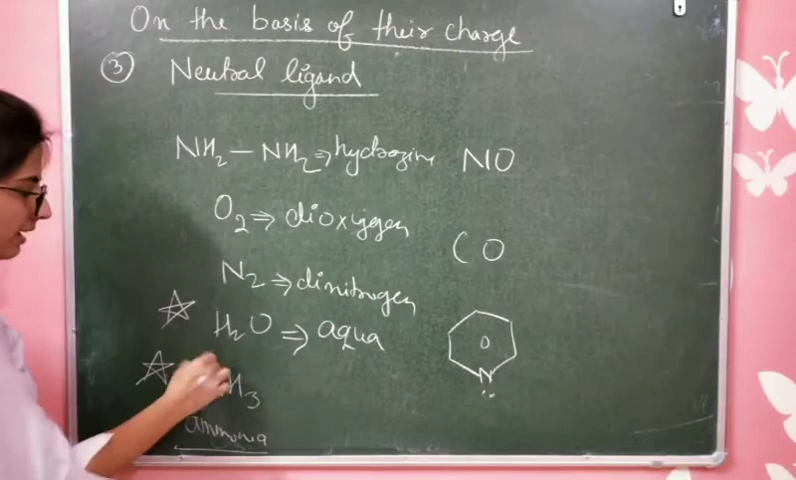 On the basis of their charge
③ Neutral ligand
NH₂ — NH₂ ⇒ hydrazine NO
O₂ ⇒ dioxygen
CO
N₂ ⇒ dinitrogen
H₂O ⇒ aqua
N
H₃
ammonia